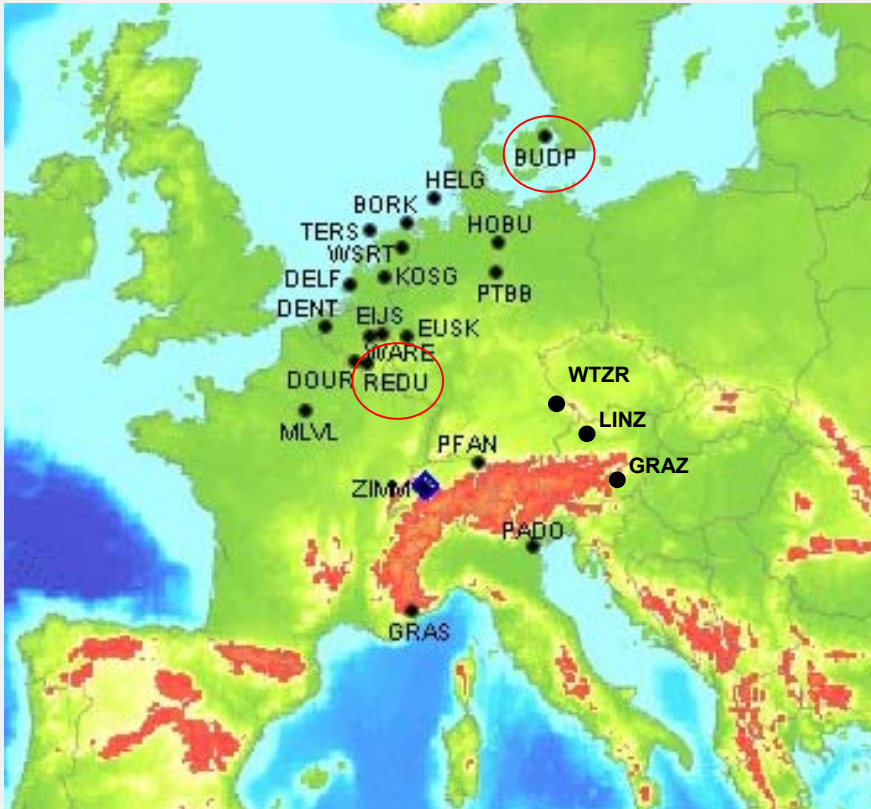 BUDP
HELG
BORK
HOBU
TERS
WSRT
DELF
KOSG
PTBB
DENT
EIJS
EUSK
WARE
DOUR
REDU
WTZR
MLVL
LINZ
PFAN
GRAZ
ZIMM
PADO
GRAS